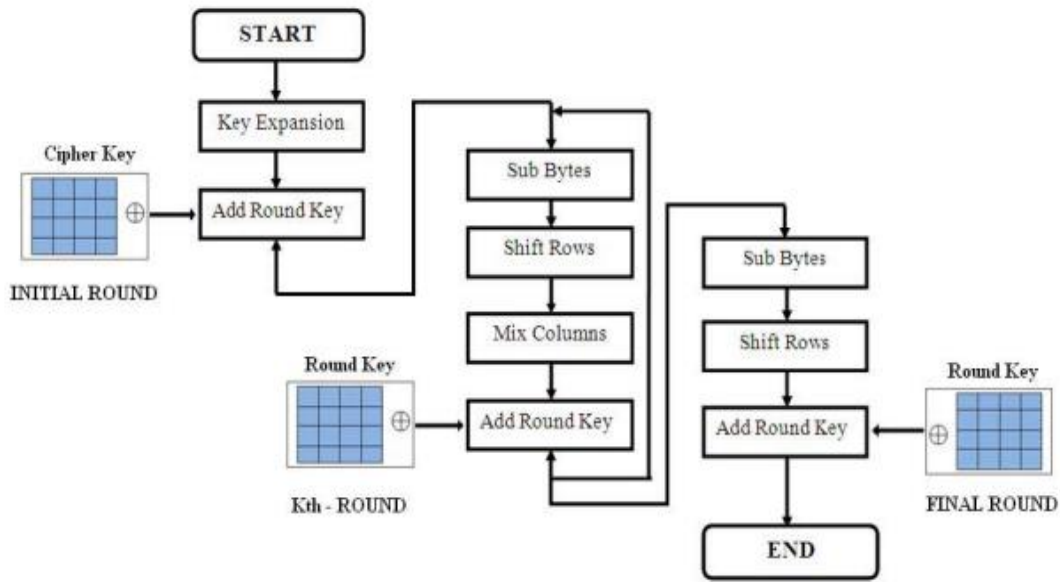 START
Key Expansion
Cipher Key
Add Round Key
INITIAL ROUND
Sub Bytes
Shift Rows
Mix Columns
Round Key
Add Round Key
Kth - ROUND
Sub Bytes
Shift Rows
Round Key
Add Round Key
FINAL ROUND
END